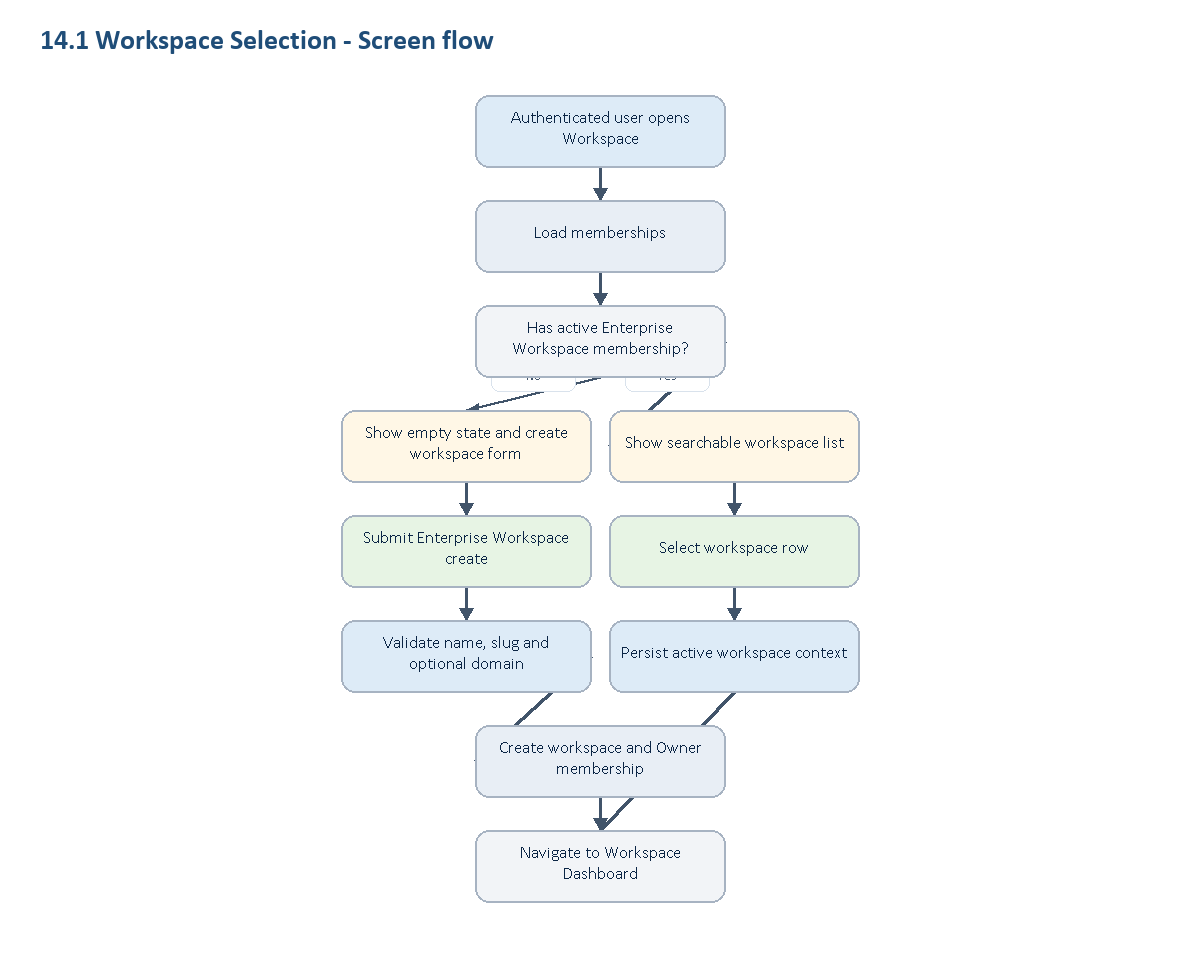 14.1 Workspace Selection - Screen flow
Authenticated user opens
Workspace
Load memberships
Has active Enterprise
Workspace membership?
No
Yes
Show empty state and create
workspace form
Show searchable workspace list
Submit Enterprise Workspace
create
Select workspace row
Validate name, slug and
optional domain
Persist active workspace context
Create workspace and Owner
membership
Navigate to Workspace
Dashboard